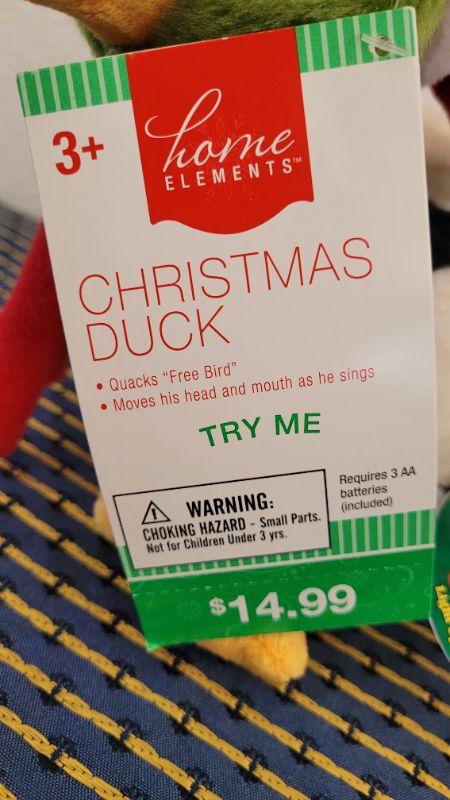 3+
home
ELEMENTS™
CHRISTMAS
DUCK
• Quacks "Free Bird"
• Moves his head and mouth as he sings
TRY ME
WARNING:
CHOKING HAZARD - Small Parts.
Not for Children Under 3 yrs.
Requires 3 AA
batteries
(included)
$14.99